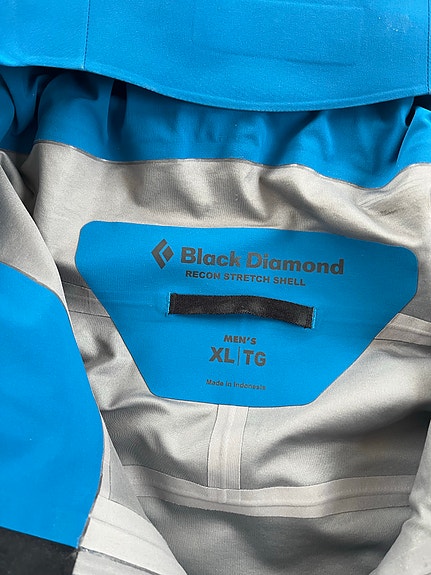 Black Diamond
RECON STRETCH SHELL
MEN'S
XL|TG
Made in Indonesia